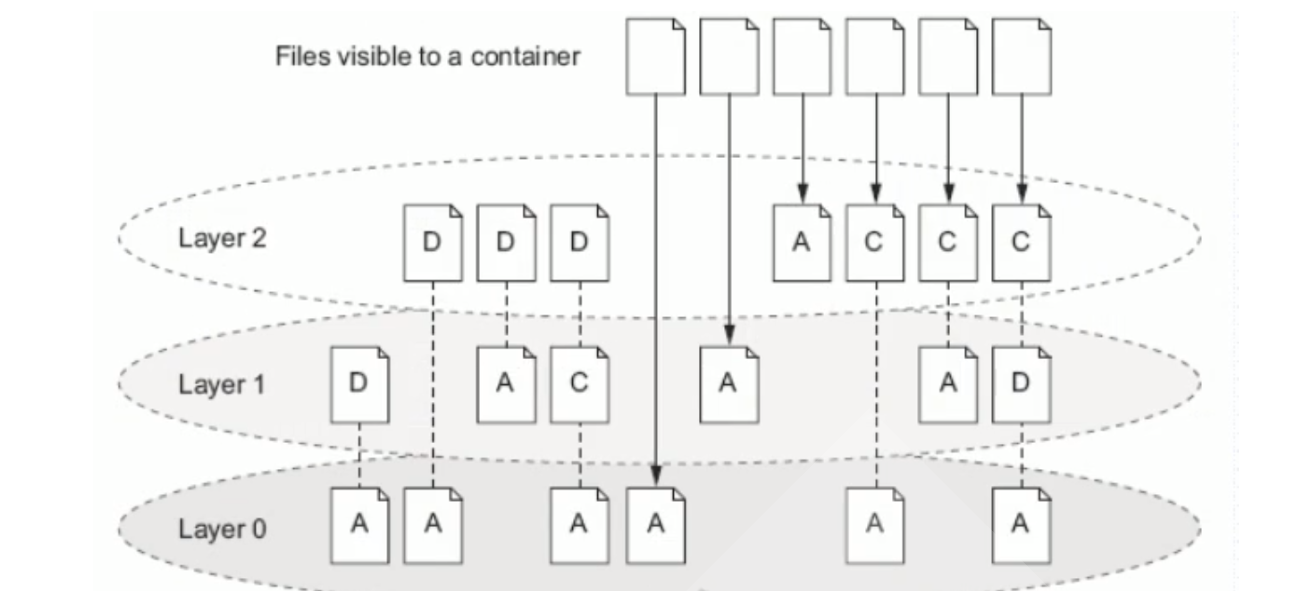 Files visible to a container
Layer 2 D D D A C C C
Layer 1 D A C A A D
Layer 0 A A A A A A